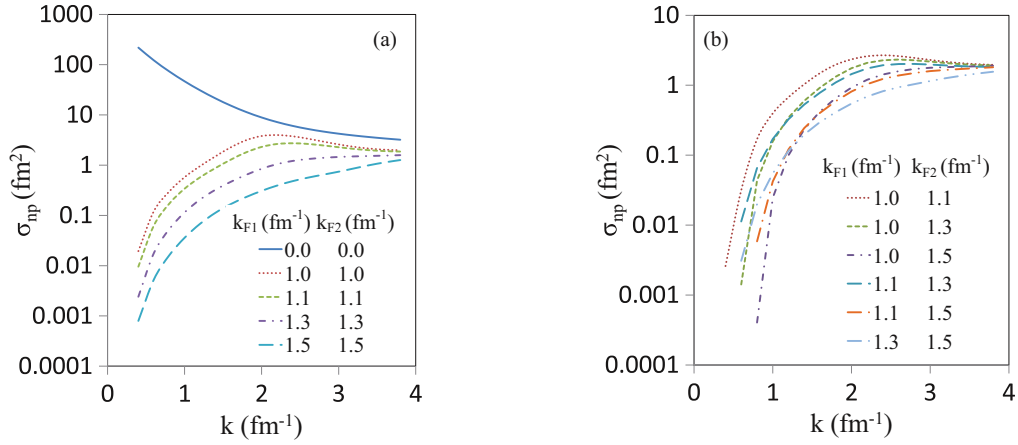 (a)
1000
100
10
1
0.1
0.01
0.001
0.0001
σnp (fm²)
kF1 (fm⁻¹) kF2 (fm⁻¹)
0.0 0.0
1.0 1.0
1.1 1.1
1.3 1.3
1.5 1.5
0 1 2 3 4
k (fm⁻¹)
(b)
10
1
0.1
0.01
0.001
0.0001
σnp (fm²)
kF1 (fm⁻¹) kF2 (fm⁻¹)
1.0 1.1
1.0 1.3
1.0 1.5
1.1 1.3
1.1 1.5
1.3 1.5
0 1 2 3 4
k (fm⁻¹)